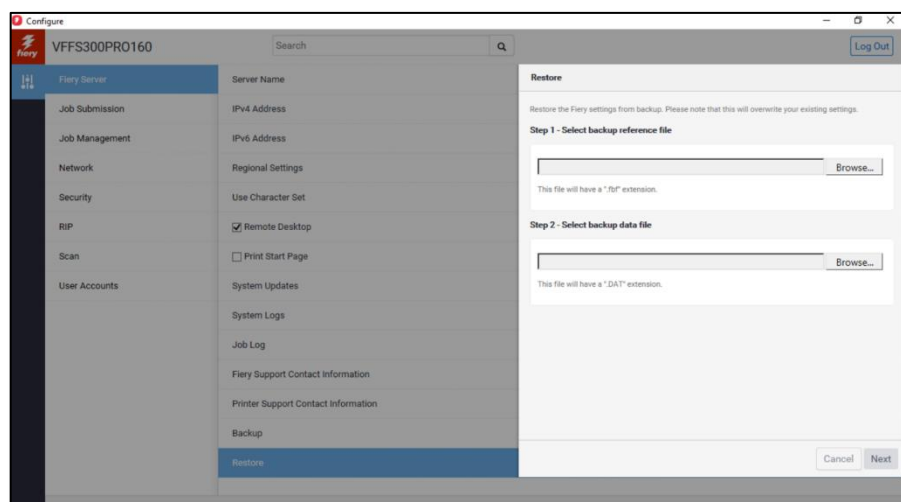 Configure
fiery
VFFS300PRO160
Search
Log Out
Fiery Server
Job Submission
Job Management
Network
Security
RIP
Scan
User Accounts
Server Name
IPv4 Address
IPv6 Address
Regional Settings
Use Character Set
Remote Desktop
Print Start Page
System Updates
System Logs
Job Log
Fiery Support Contact Information
Printer Support Contact Information
Backup
Restore
Restore
Restore the Fiery settings from backup. Please note that this will overwrite your existing settings.
Step 1 - Select backup reference file
Browse...
This file will have a ".fbf" extension.
Step 2 - Select backup data file
Browse...
This file will have a ".DAT" extension.
Cancel
Next